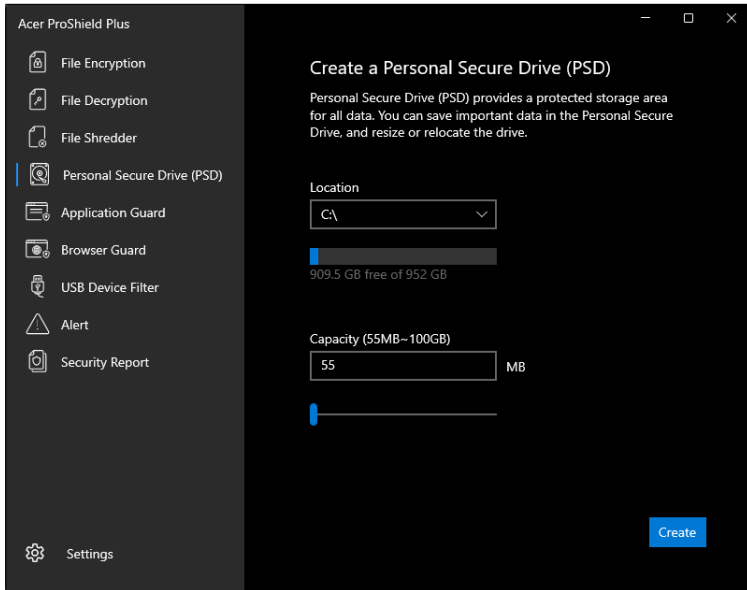 Acer ProShield Plus
File Encryption
File Decryption
File Shredder
Personal Secure Drive (PSD)
Application Guard
Browser Guard
USB Device Filter
Alert
Security Report
Settings
Create a Personal Secure Drive (PSD)
Personal Secure Drive (PSD) provides a protected storage area
for all data. You can save important data in the Personal Secure
Drive, and resize or relocate the drive.
Location
C:\
909.5 GB free of 952 GB
Capacity (55MB~100GB)
55 MB
Create